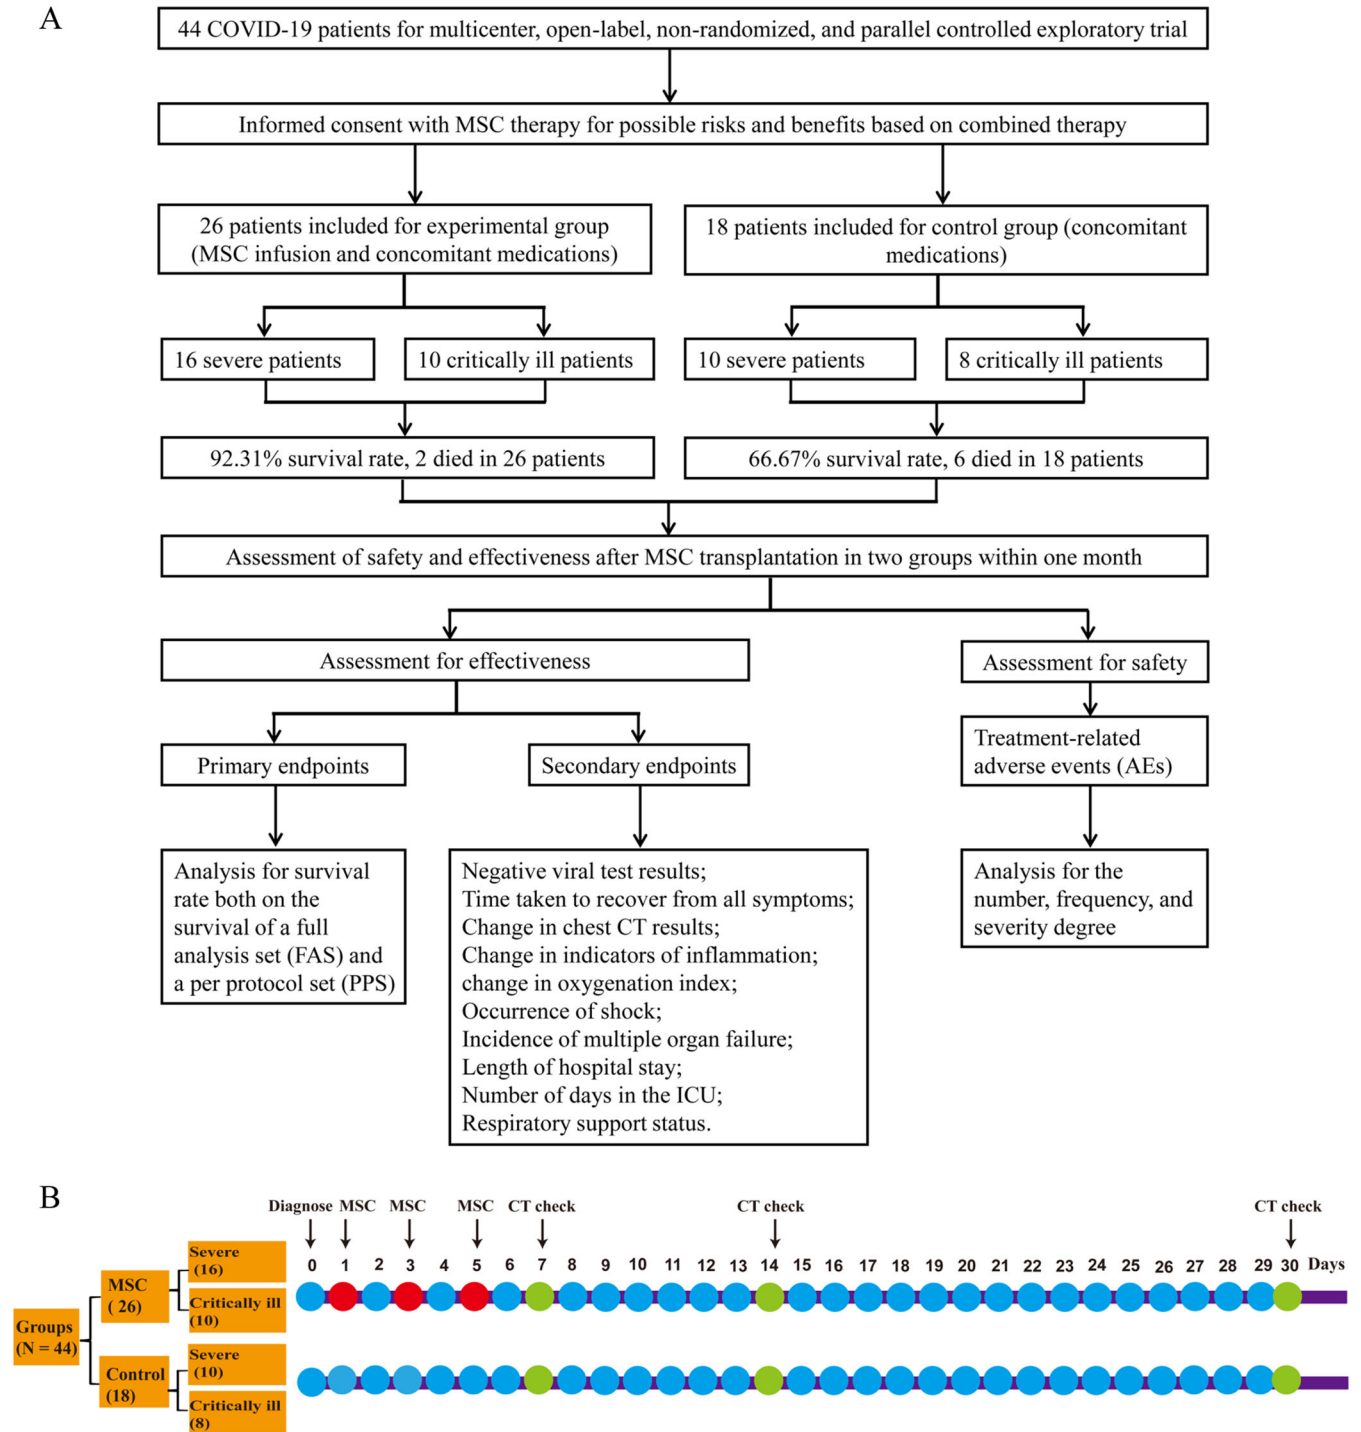 A
44 COVID-19 patients for multicenter, open-label, non-randomized, and parallel controlled exploratory trial
Informed consent with MSC therapy for possible risks and benefits based on combined therapy
26 patients included for experimental group
(MSC infusion and concomitant medications)
18 patients included for control group (concomitant
medications)
16 severe patients
10 critically ill patients
10 severe patients
8 critically ill patients
92.31% survival rate, 2 died in 26 patients
66.67% survival rate, 6 died in 18 patients
Assessment of safety and effectiveness after MSC transplantation in two groups within one month
Assessment for effectiveness
Assessment for safety
Primary endpoints
Secondary endpoints
Treatment-related
adverse events (AEs)
Analysis for survival
rate both on the
survival of a full
analysis set (FAS) and
a per protocol set (PPS)
Negative viral test results;
Time taken to recover from all symptoms;
Change in chest CT results;
Change in indicators of inflammation;
change in oxygenation index;
Occurrence of shock;
Incidence of multiple organ failure;
Length of hospital stay;
Number of days in the ICU;
Respiratory support status.
Analysis for the
number, frequency, and
severity degree
B
Diagnose MSC MSC MSC CT check CT check CT check
0 1 2 3 4 5 6 7 8 9 10 11 12 13 14 15 16 17 18 19 20 21 22 23 24 25 26 27 28 29 30 Days
Groups
(N = 44)
MSC
( 26)
Severe
(16)
Critically ill
(10)
Control
(18)
Severe
(10)
Critically ill
(8)